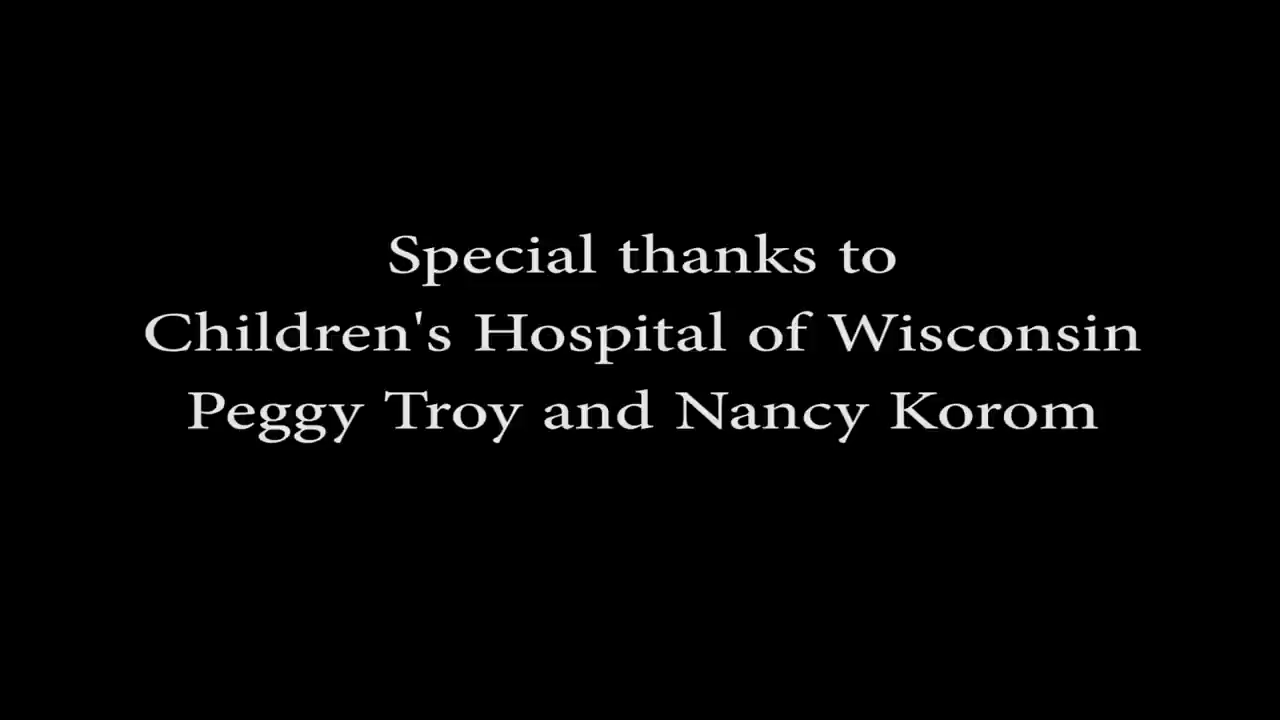 Special thanks to
Children's Hospital of Wisconsin
Peggy Troy and Nancy Korom